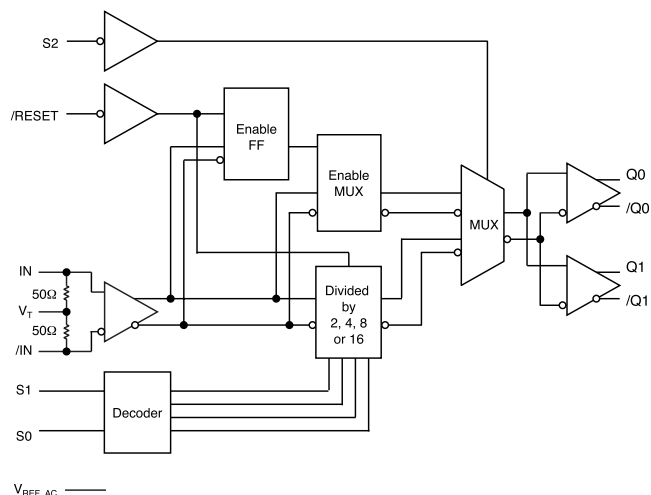 S2
/RESET
Enable
FF
Enable
MUX
MUX
Q0
/Q0
Q1
/Q1
IN
50Ω
VT
50Ω
/IN
Divided
by
2, 4, 8
or 16
S1
Decoder
S0
VREF_AC